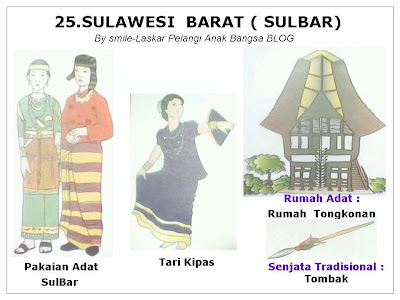 25.SULAWESI BARAT ( SULBAR)
By smile-Laskar Pelangi Anak Bangsa BLOG
Pakaian Adat
SulBar
Tari Kipas
Rumah Adat :
Rumah Tongkonan
Senjata Tradisional :
Tombak